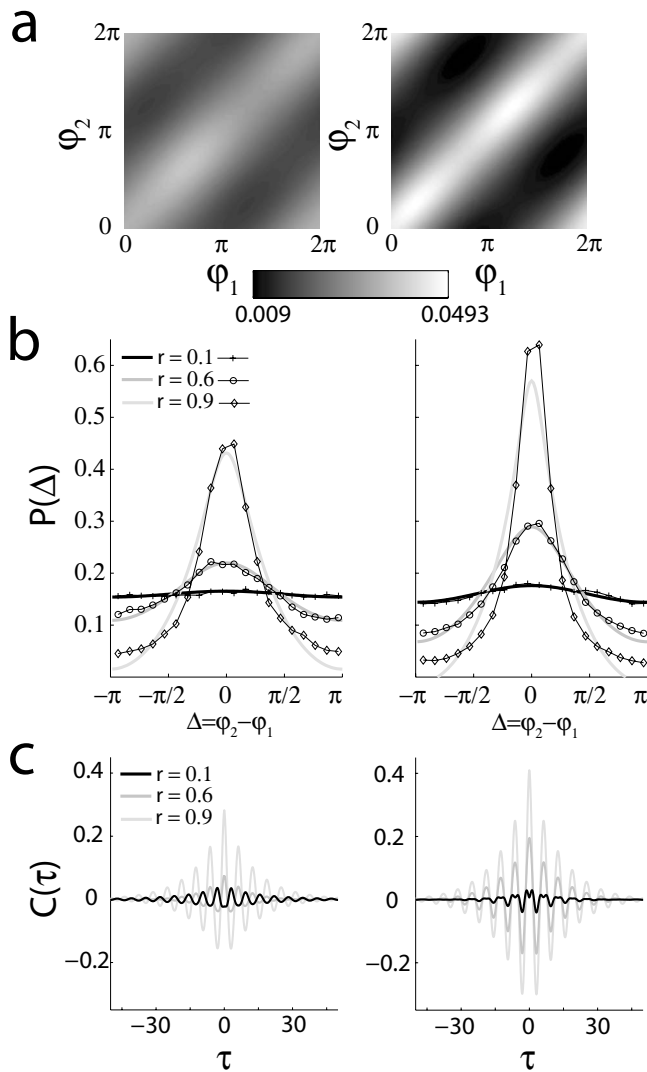 a
2π
φ2
π
0
0
π
2π
φ1
2π
φ2
π
0
0
π
2π
φ1
0.009
0.0493
b
P(Δ)
0.6
0.5
0.4
0.3
0.2
0.1
r = 0.1
r = 0.6
r = 0.9
−π
−π/2
0
π/2
π
Δ=φ2−φ1
−π
−π/2
0
π/2
π
Δ=φ2−φ1
c
C(τ)
0.4
0.2
0
−0.2
r = 0.1
r = 0.6
r = 0.9
−30
0
30
τ
0.4
0.2
0
−0.2
−30
0
30
τ